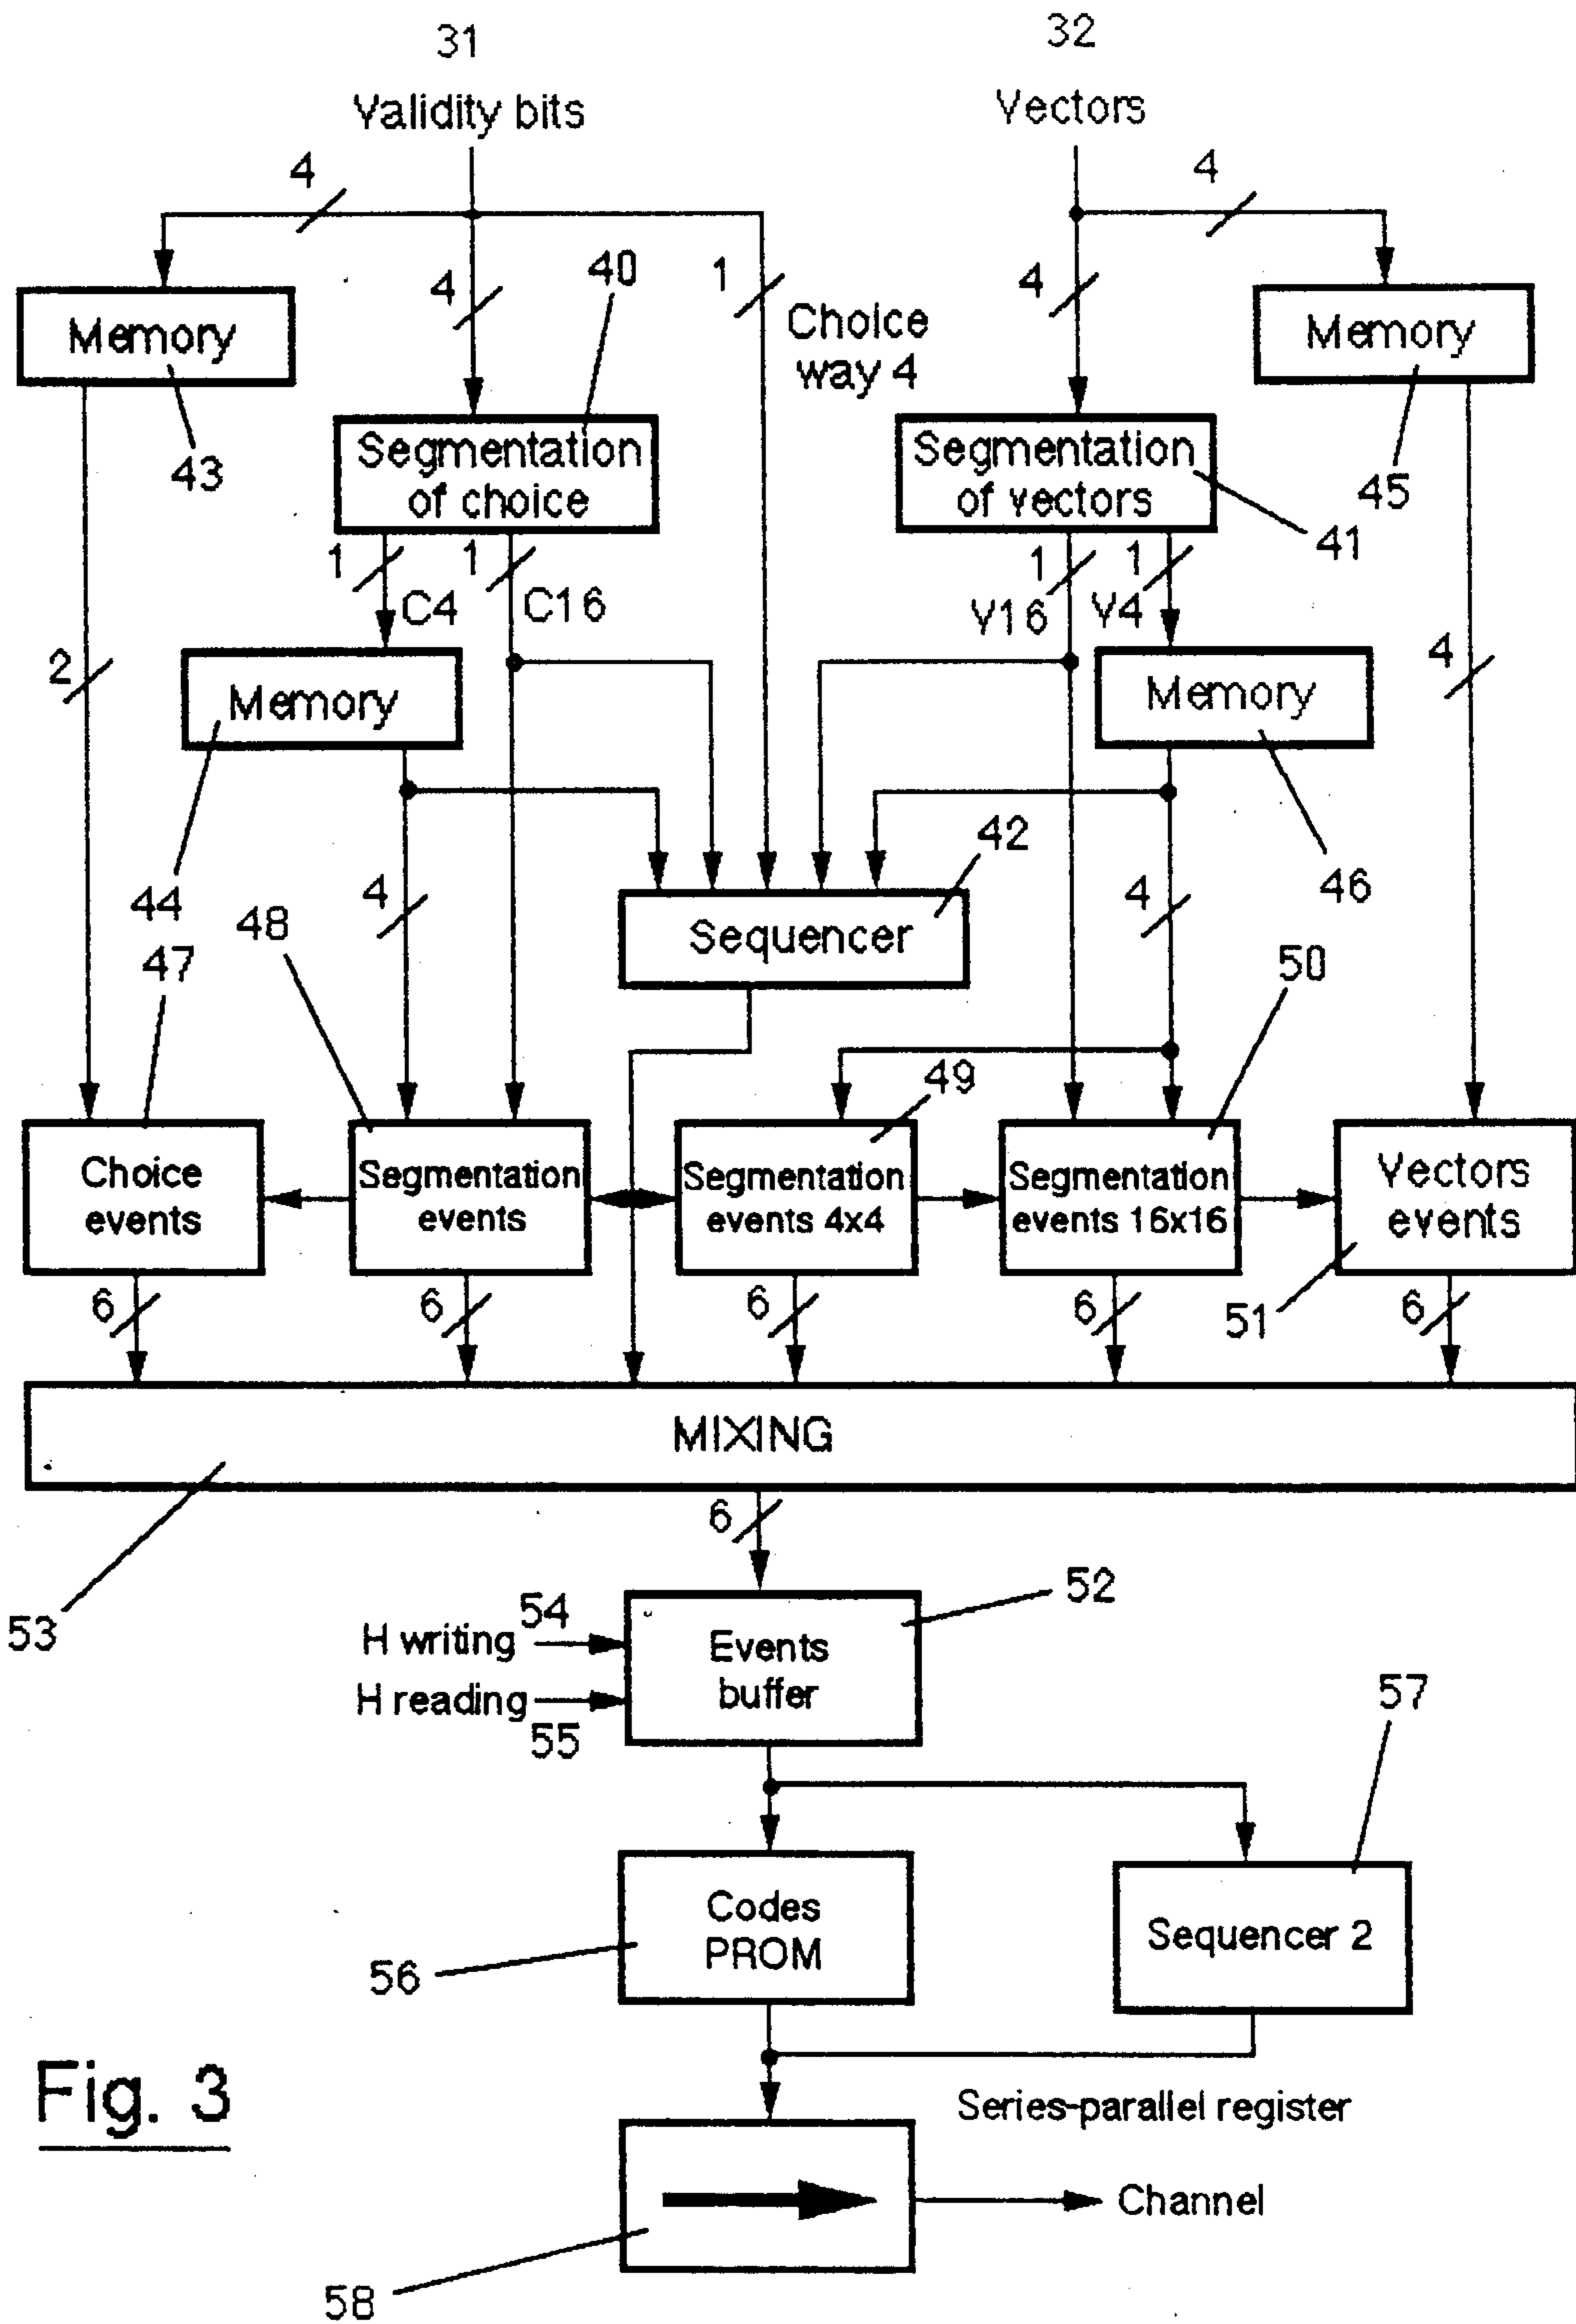 31
32
Validity bits
Vectors
4
4
4
1
4
40
Memory
Choice
way 4
Memory
43
Segmentation
of choice
Segmentation
of vectors
45
41
1
1
1
1
C4
C16
V16
V4
2
4
Memory
Memory
42
44
4
4
46
48
Sequencer
47
50
49
Choice
events
Segmentation
events
Segmentation
events 4x4
Segmentation
events 16x16
Vectors
events
6
6
6
6
51
6
MIXING
6
53
54
52
H writing
H reading
55
Events
buffer
57
Codes
PROM
Sequencer 2
56
Fig. 3
Series-parallel register
Channel
58